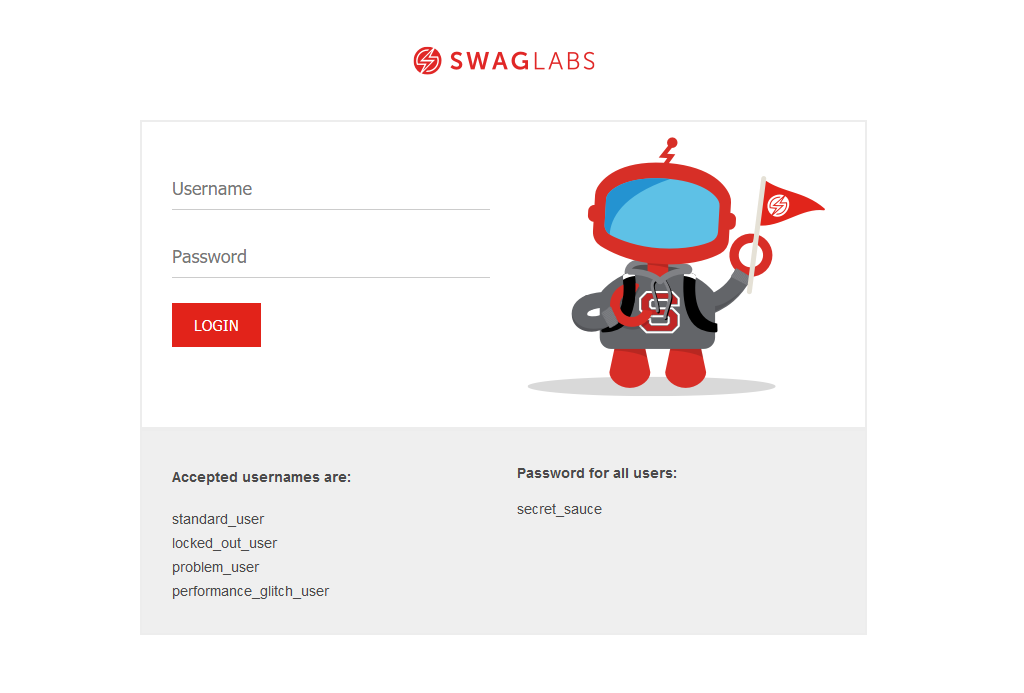 SWAGLABS
Username
Password
LOGIN
S
Accepted usernames are:
standard_user
locked_out_user
problem_user
performance_glitch_user
Password for all users:
secret_sauce